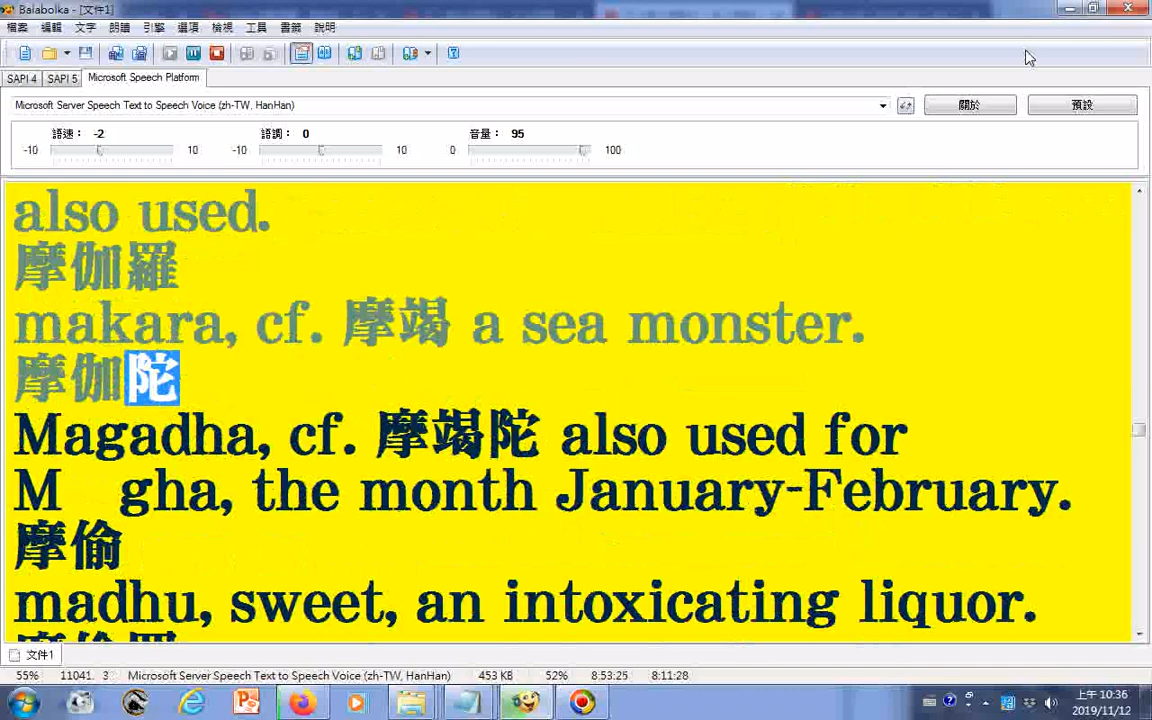 Balabolka - [文件1]
檔案 編輯 文字 朗讀 引擎 選項 檢視 工具 書籤 說明
SAPI 4 SAPI 5 Microsoft Speech Platform
Microsoft Server Speech Text to Speech Voice (zh-TW, HanHan) 關於 預設
語速： -2 語調： 0 音量： 95
-10 10 -10 10 0 100
also used.
摩伽羅
makara, cf. 摩竭 a sea monster.
摩伽陀
Magadha, cf. 摩竭陀 also used for
M gha, the month January-February.
摩偷
madhu, sweet, an intoxicating liquor.
文件1
55% 11041: 3 Microsoft Server Speech Text to Speech Voice (zh-TW, HanHan) 453 KB 52% 8:53:25 8:11:28
上午 10:36
2019/11/12